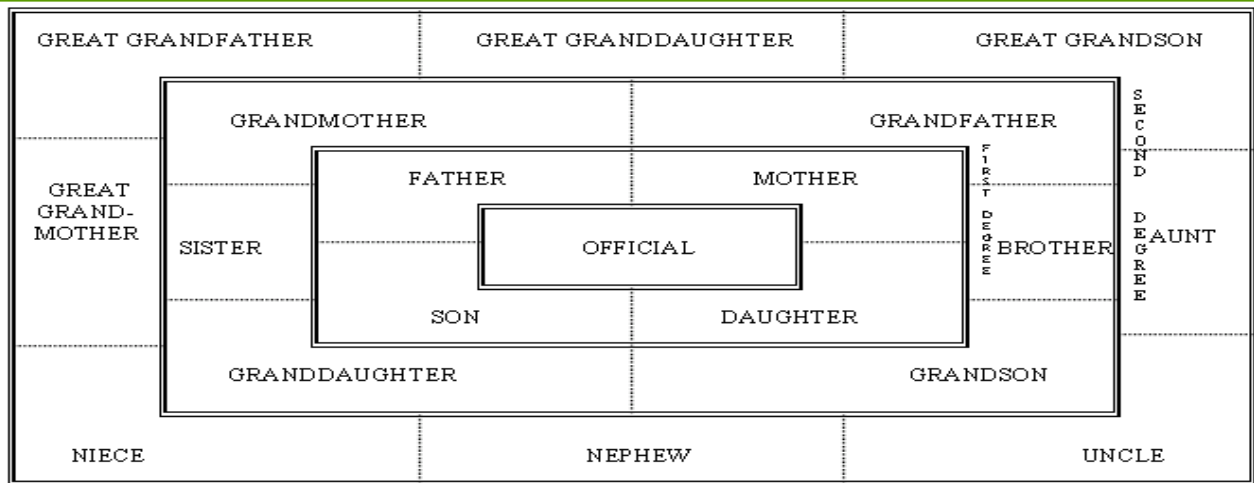 GREAT GRANDFATHER GREAT GRANDDAUGHTER GREAT GRANDSON
GRANDMOTHER GRANDFATHER
FATHER MOTHER
GREAT
GRAND-
MOTHER
SISTER OFFICIAL BROTHER AUNT
FIRST DEGREE
SECOND DEGREE
SON DAUGHTER
GRANDDAUGHTER GRANDSON
NIECE NEPHEW UNCLE